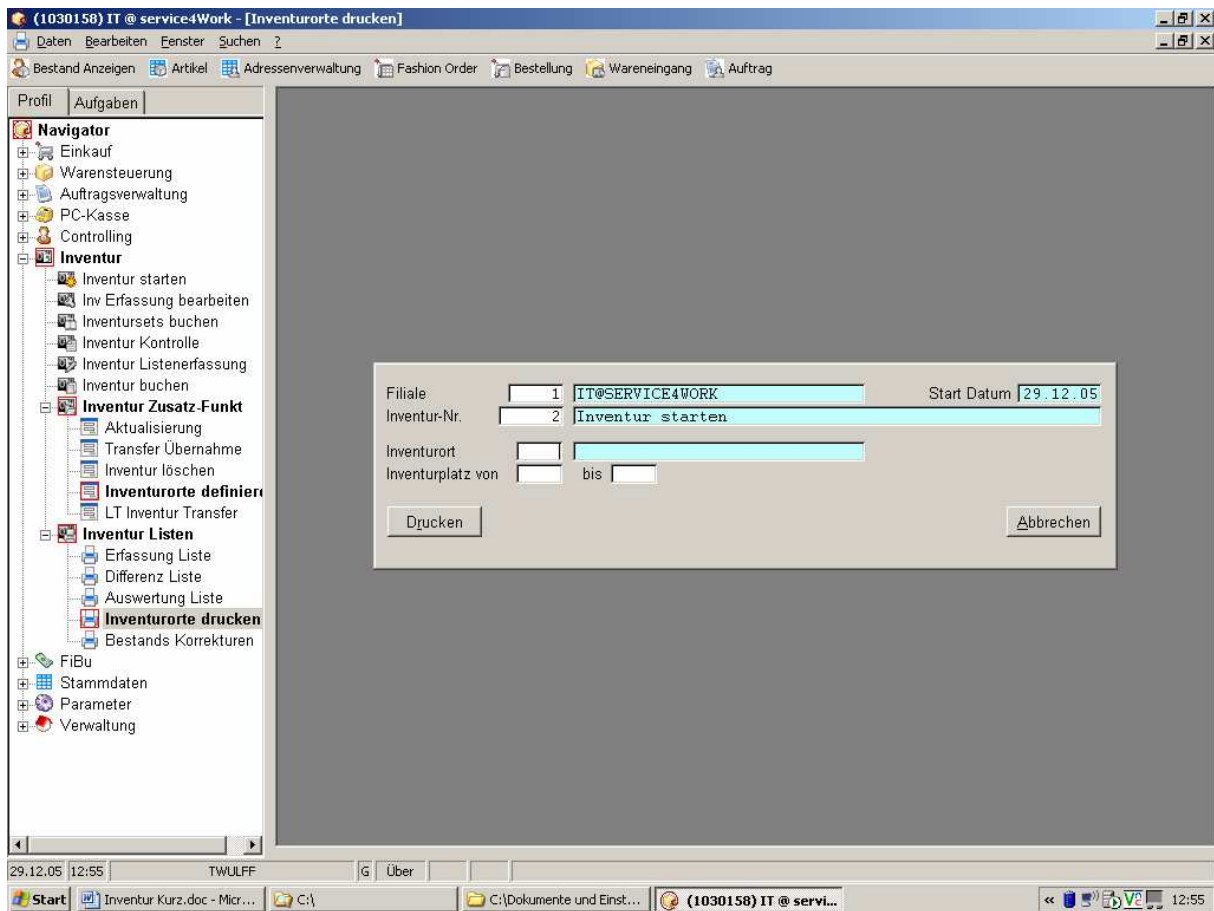 (1030158) IT @ service4Work - [Inventurorte drucken]
Daten Bearbeiten Fenster Suchen ?
Bestand Anzeigen Artikel Adressenverwaltung Fashion Order Bestellung Wareneingang Auftrag
Profil Aufgaben
Navigator
Einkauf
Warensteuerung
Auftragsverwaltung
PC-Kasse
Controlling
Inventur
Inventur starten
Inv Erfassung bearbeiten
Inventursets buchen
Inventur Kontrolle
Inventur Listenerfassung
Inventur buchen
Inventur Zusatz-Funkt
Aktualisierung
Transfer Übernahme
Inventur löschen
Inventurorte definiere
LT Inventur Transfer
Inventur Listen
Erfassung Liste
Differenz Liste
Auswertung Liste
Inventurorte drucken
Bestands Korrekturen
FiBu
Stammdaten
Parameter
Verwaltung
Filiale 1 IT@SERVICE4WORK Start Datum 29.12.05
Inventur-Nr. 2 Inventur starten
Inventurort
Inventurplatz von bis
Drucken Abbrechen
29.12.05 12:55 TWULFF G Über
Start Inventur Kurz.doc - Micr... C:\ C:\Dokumente und Einst... (1030158) IT @ servi... « 12:55